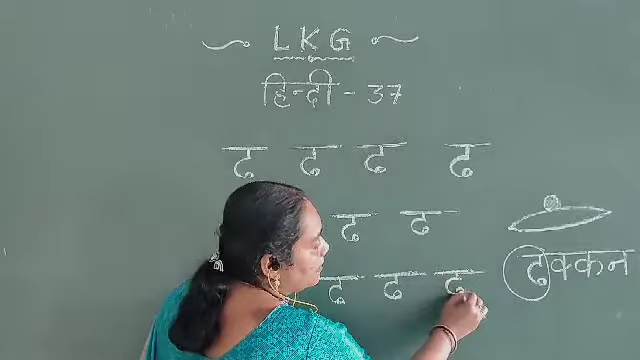 LKG
हिन्दी - 37
ढ ढ ढ ढ
ढ ढ
ढ ढ ढ
ढक्कन